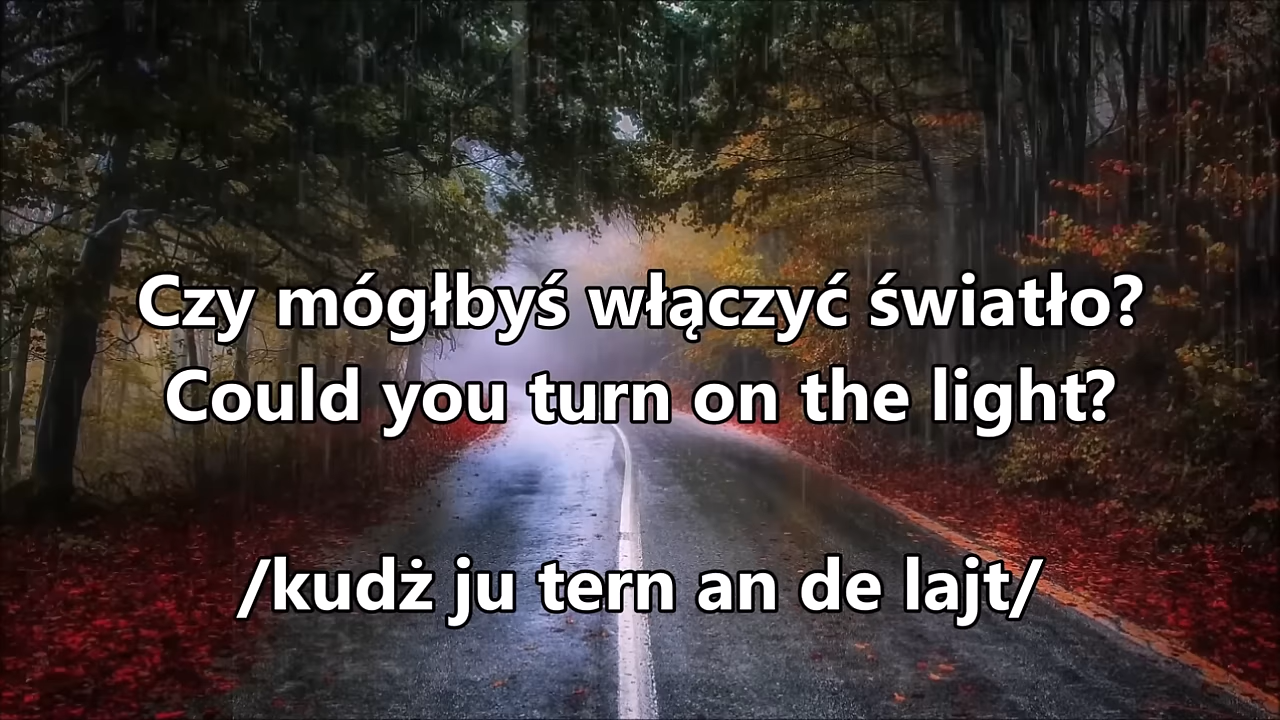 Czy mógłbyś włączyć światło?
Could you turn on the light?
/kudż ju tern an de lajt/